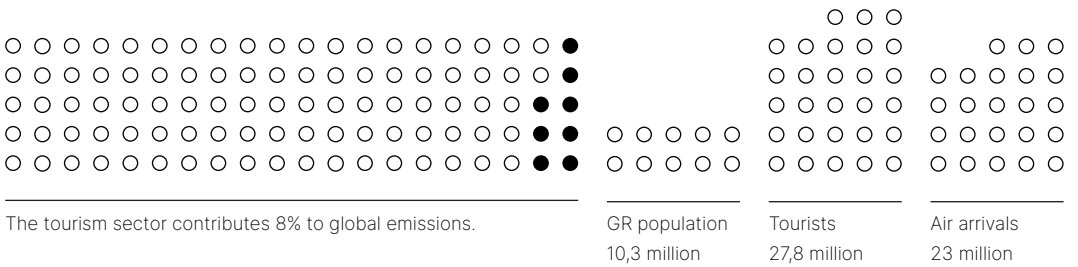 The tourism sector contributes 8% to global emissions.
GR population
10,3 million
Tourists
27,8 million
Air arrivals
23 million